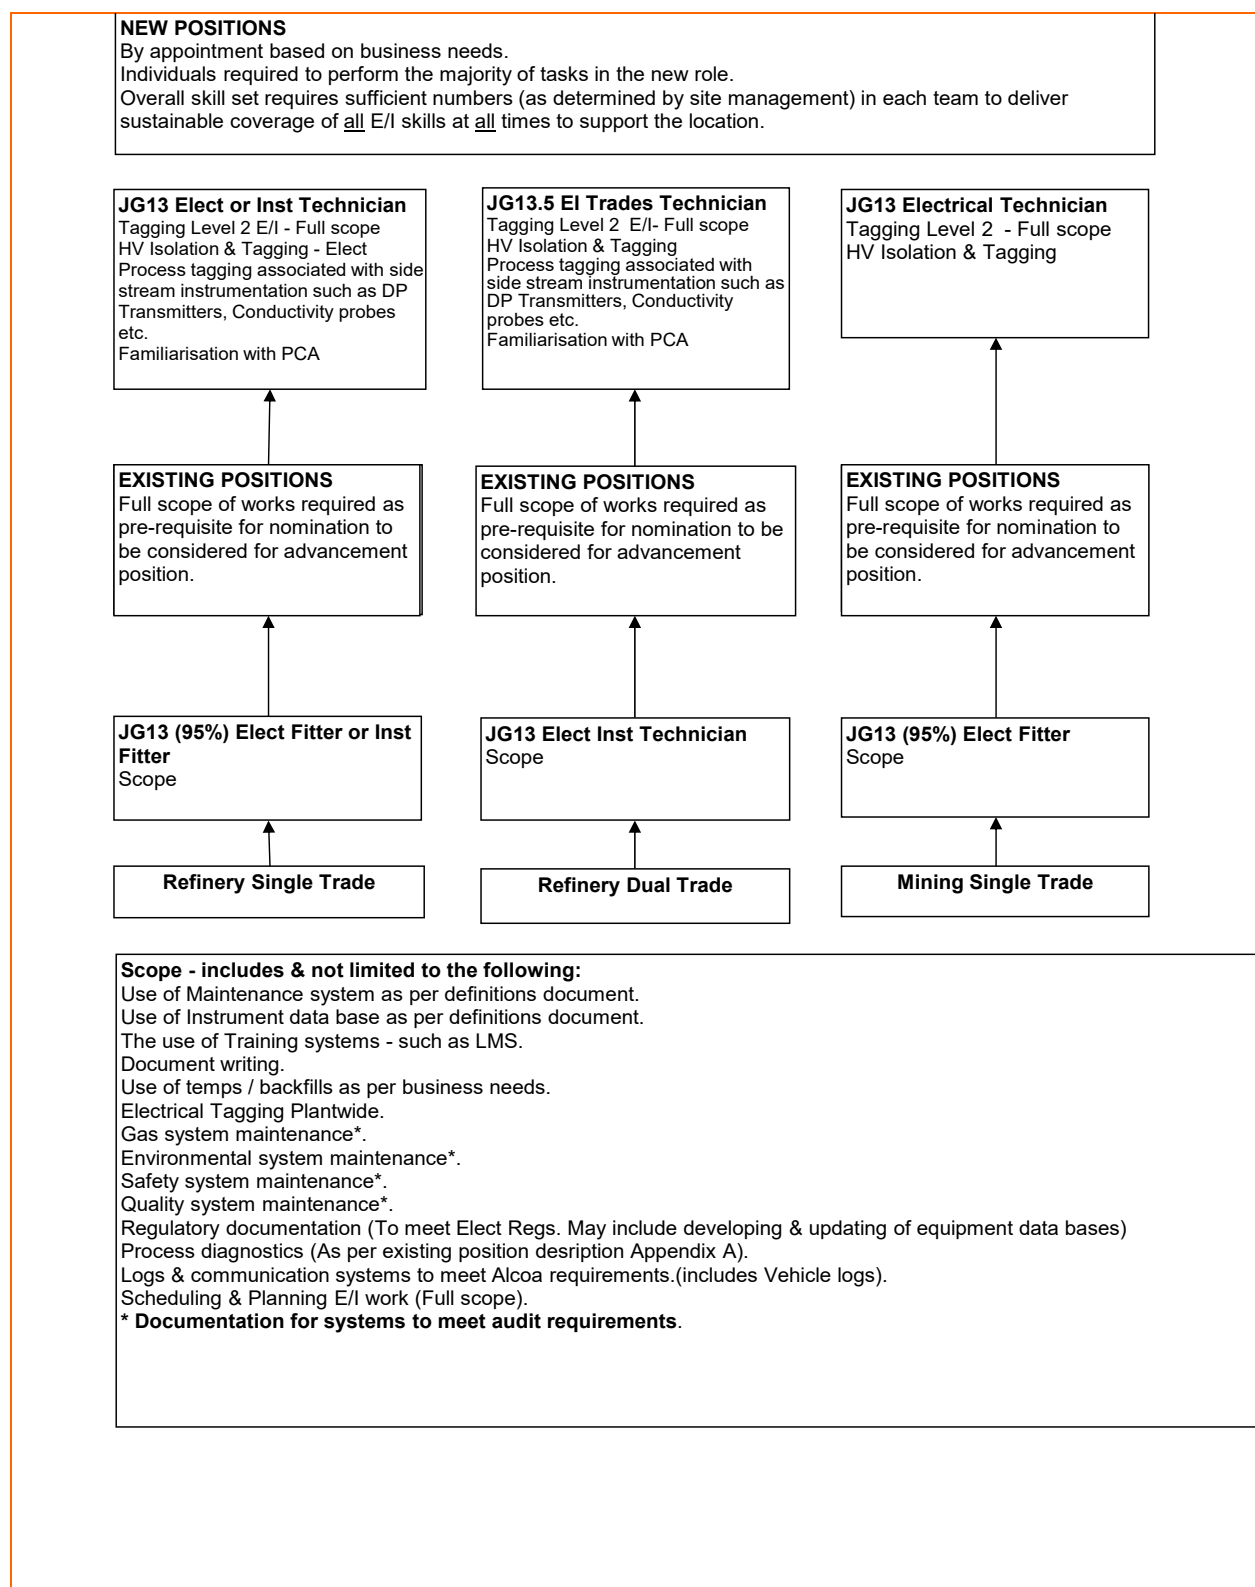 NEW POSITIONS
By appointment based on business needs.
Individuals required to perform the majority of tasks in the new role.
Overall skill set requires sufficient numbers (as determined by site management) in each team to deliver
sustainable coverage of all E/I skills at all times to support the location.
JG13 Elect or Inst Technician
Tagging Level 2 E/I - Full scope
HV Isolation & Tagging - Elect
Process tagging associated with side
stream instrumentation such as DP
Transmitters, Conductivity probes
etc.
Familiarisation with PCA
JG13.5 EI Trades Technician
Tagging Level 2 E/I- Full scope
HV Isolation & Tagging
Process tagging associated with
side stream instrumentation such as
DP Transmitters, Conductivity
probes etc.
Familiarisation with PCA
JG13 Electrical Technician
Tagging Level 2 - Full scope
HV Isolation & Tagging
EXISTING POSITIONS
Full scope of works required as
pre-requisite for nomination to
be considered for advancement
position.
EXISTING POSITIONS
Full scope of works required as
pre-requisite for nomination to be
considered for advancement
position.
EXISTING POSITIONS
Full scope of works required as
pre-requisite for nomination to
be considered for advancement
position.
JG13 (95%) Elect Fitter or Inst
Fitter
Scope
JG13 Elect Inst Technician
Scope
JG13 (95%) Elect Fitter
Scope
Refinery Single Trade
Refinery Dual Trade
Mining Single Trade
Scope - includes & not limited to the following:
Use of Maintenance system as per definitions document.
Use of Instrument data base as per definitions document.
The use of Training systems - such as LMS.
Document writing.
Use of temps / backfills as per business needs.
Electrical Tagging Plantwide.
Gas system maintenance*.
Environmental system maintenance*.
Safety system maintenance*.
Quality system maintenance*.
Regulatory documentation (To meet Elect Regs. May include developing & updating of equipment data bases)
Process diagnostics (As per existing position desription Appendix A).
Logs & communication systems to meet Alcoa requirements.(includes Vehicle logs).
Scheduling & Planning E/I work (Full scope).
* Documentation for systems to meet audit requirements.